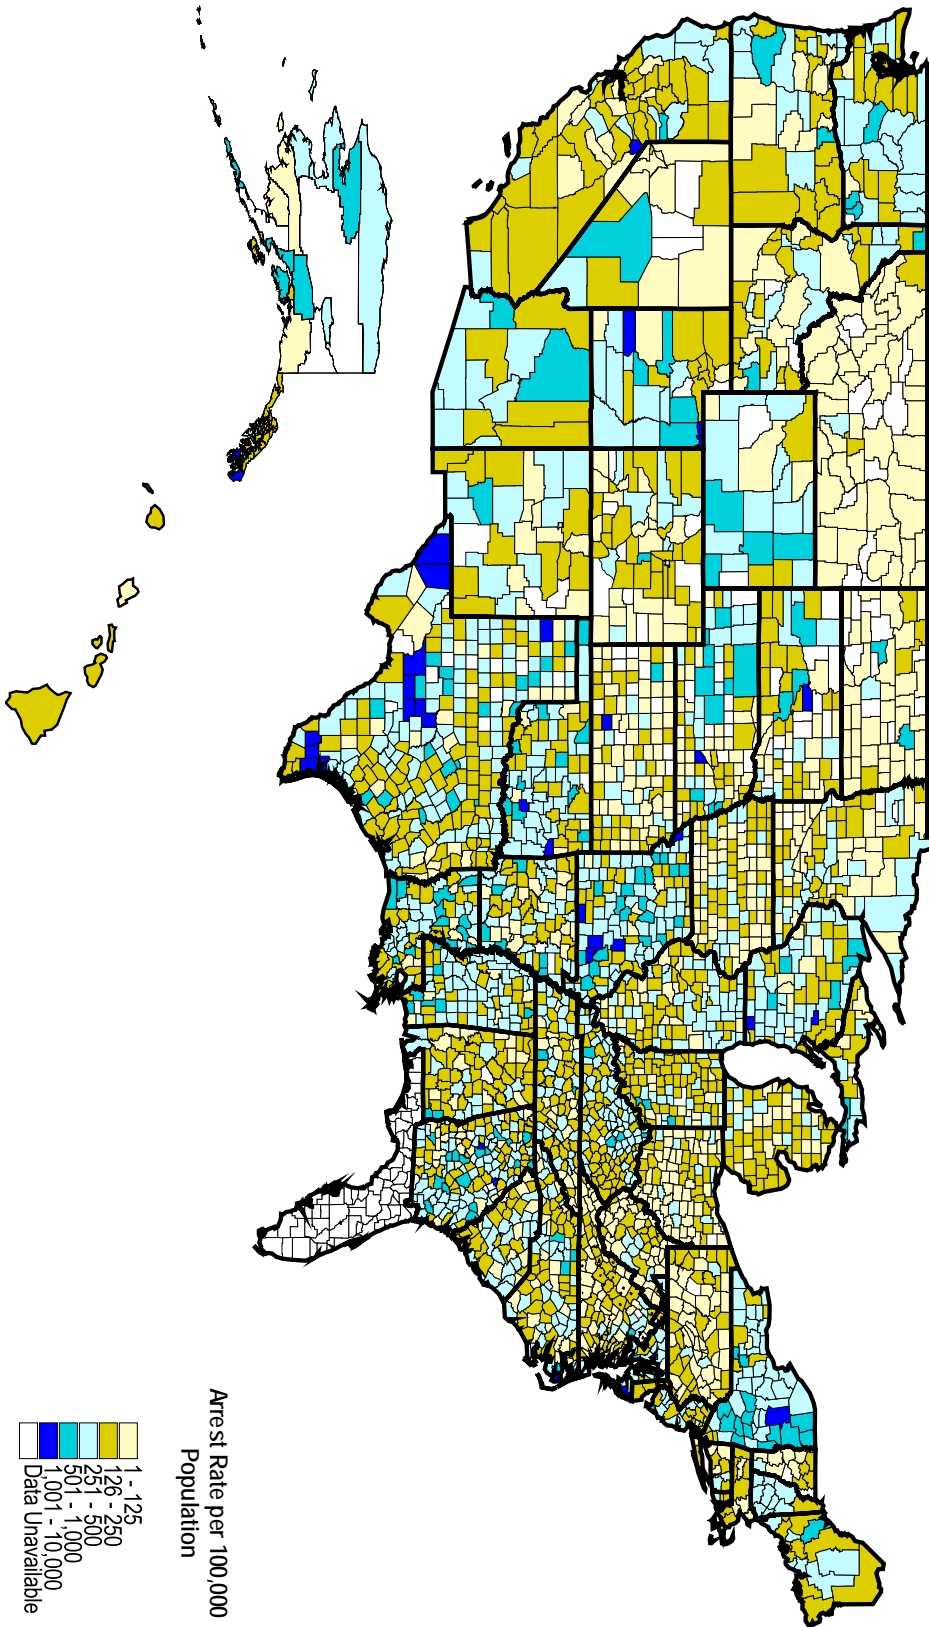 Arrest Rate per 100,000
Population
1 - 125
126 - 250
251 - 500
501 - 1,000
1,001 - 10,000
Data Unavailable